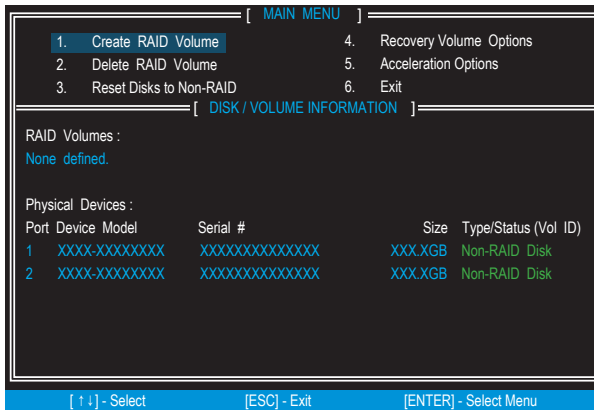 [ MAIN MENU ]
1. Create RAID Volume 4. Recovery Volume Options
2. Delete RAID Volume 5. Acceleration Options
3. Reset Disks to Non-RAID 6. Exit
[ DISK / VOLUME INFORMATION ]
RAID Volumes :
None defined.
Physical Devices :
Port Device Model Serial # Size Type/Status (Vol ID)
1 XXXX-XXXXXXXX XXXXXXXXXXXXXX XXX.XGB Non-RAID Disk
2 XXXX-XXXXXXXX XXXXXXXXXXXXXX XXX.XGB Non-RAID Disk
[ ↑↓] - Select [ESC] - Exit [ENTER] - Select Menu